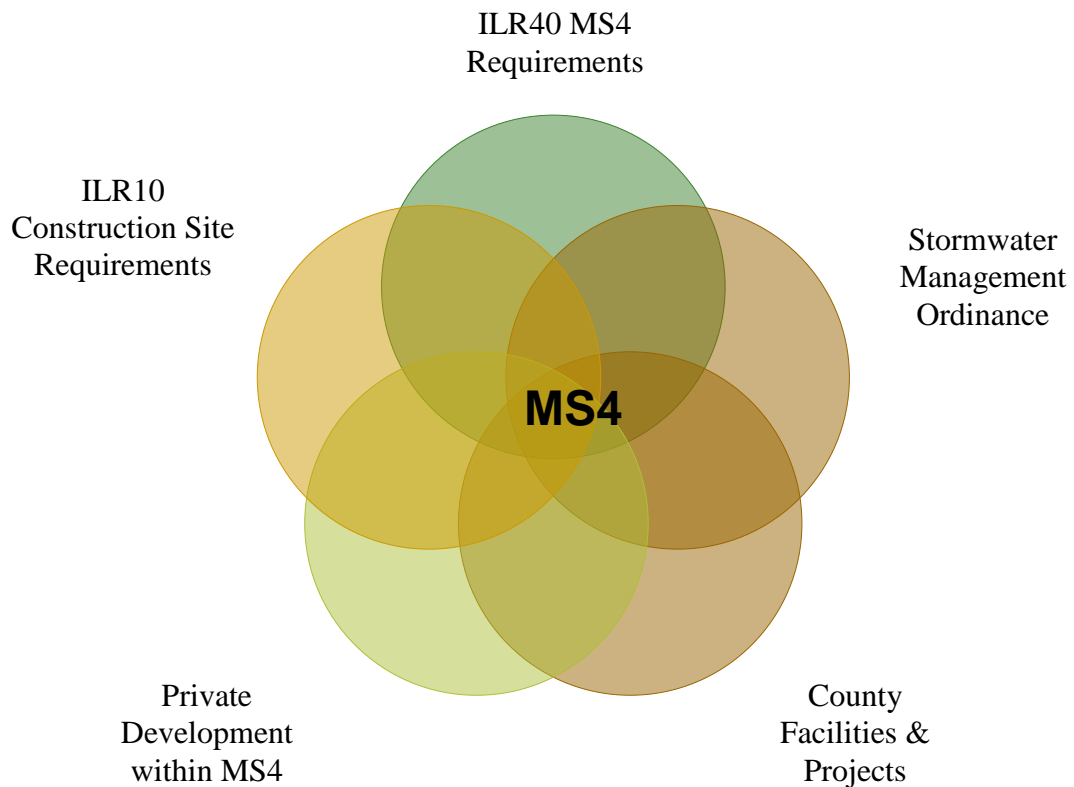 ILR40 MS4
Requirements
ILR10
Construction Site
Requirements
Stormwater
Management
Ordinance
MS4
Private
Development
within MS4
County
Facilities &
Projects